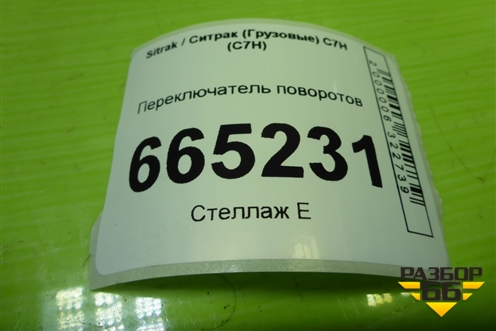 Sitrak / Ситрак (Грузовые) C7H
(C7H)
Переключатель поворотов
665231
Стеллаж Е
2000006322739
РАЗБОР
66